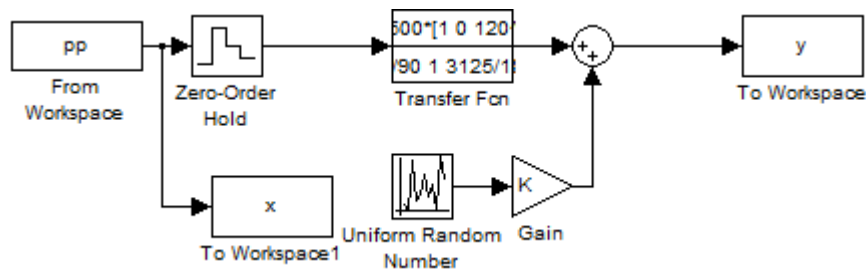 pp
From
Workspace
Zero-Order
Hold
500*[1 0 120
/90 1 3125/1
Transfer Fcn
+
+
y
To Workspace
x
To Workspace1
Uniform Random
Number
K
Gain